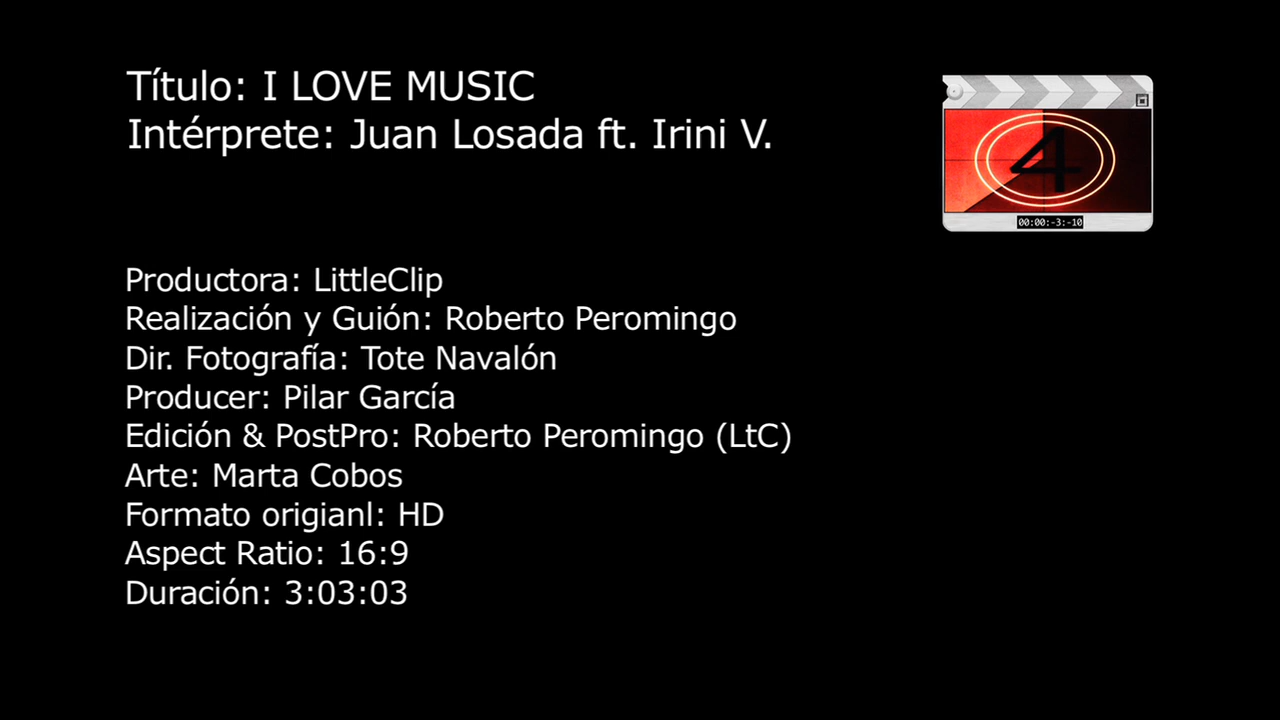 Título: I LOVE MUSIC
Intérprete: Juan Losada ft. Irini V.
4
00:00:-3:-10
Productora: LittleClip
Realización y Guión: Roberto Peromingo
Dir. Fotografía: Tote Navalón
Producer: Pilar García
Edición & PostPro: Roberto Peromingo (LtC)
Arte: Marta Cobos
Formato origianl: HD
Aspect Ratio: 16:9
Duración: 3:03:03